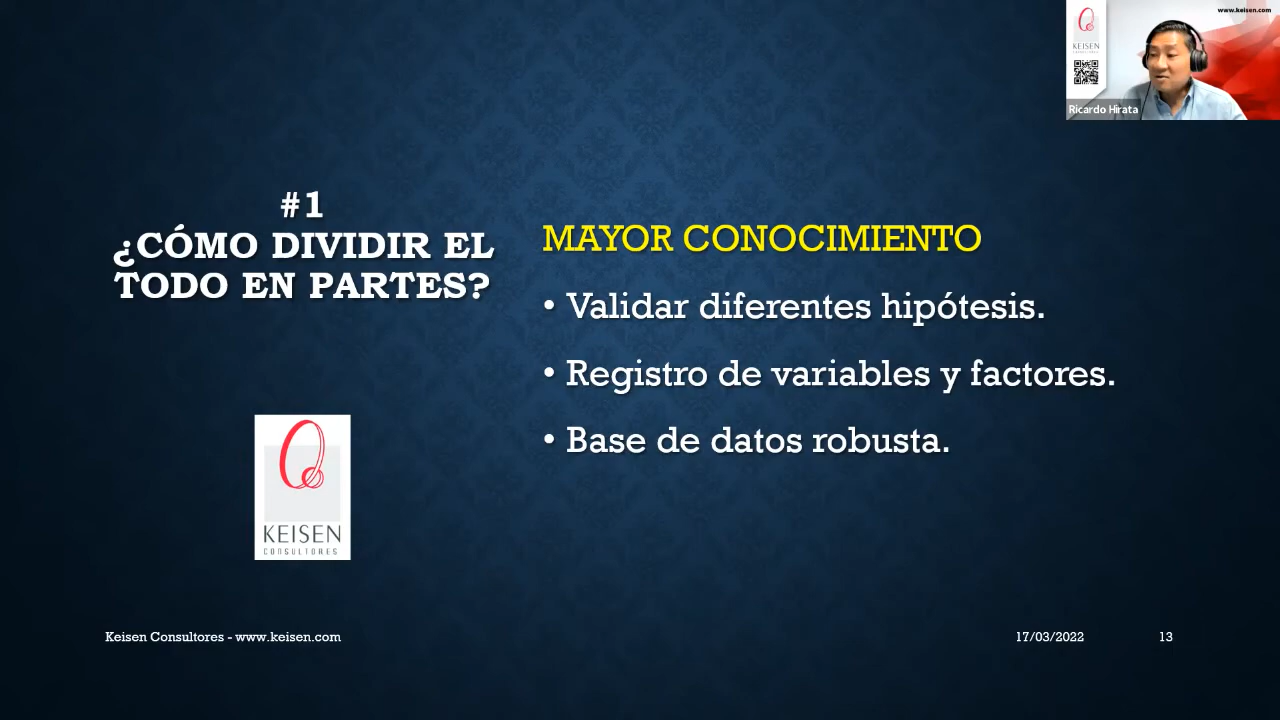 www.keisen.com
KEISEN
CONSULTORES
Ricardo Hirata
#1
¿CÓMO DIVIDIR EL
TODO EN PARTES?
MAYOR CONOCIMIENTO
• Validar diferentes hipótesis.
• Registro de variables y factores.
• Base de datos robusta.
KEISEN
CONSULTORES
Keisen Consultores - www.keisen.com
17/03/2022
13